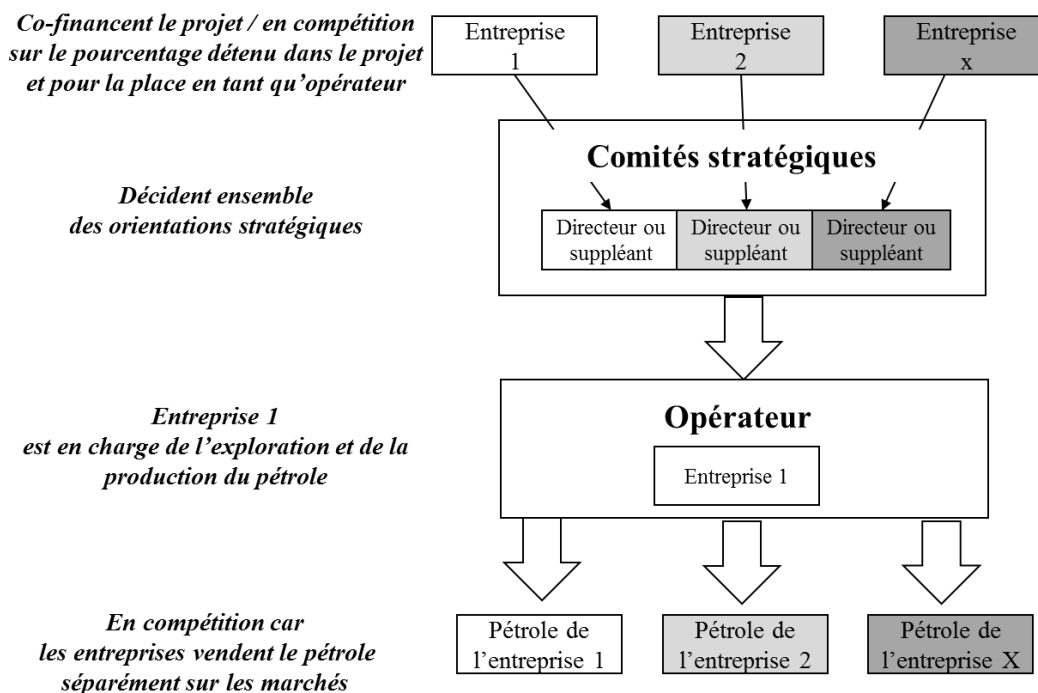 Co-financent le projet / en compétition
sur le pourcentage détenu dans le projet
et pour la place en tant qu'opérateur
Entreprise
1
Entreprise
2
Entreprise
x
Comités stratégiques
Décident ensemble
des orientations stratégiques
Directeur ou
suppléant
Directeur ou
suppléant
Directeur ou
suppléant
Entreprise 1
est en charge de l'exploration et de la
production du pétrole
Opérateur
Entreprise 1
En compétition car
les entreprises vendent le pétrole
séparément sur les marchés
Pétrole de
l'entreprise 1
Pétrole de
l'entreprise 2
Pétrole de
l'entreprise X